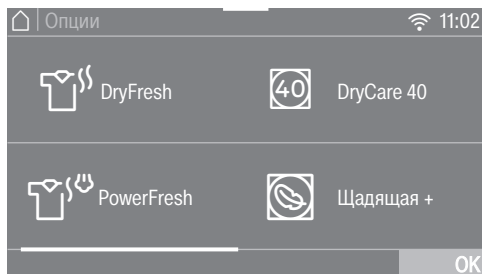 Опции 11:02
DryFresh
40 DryCare 40
PowerFresh
Щадящая +
OK